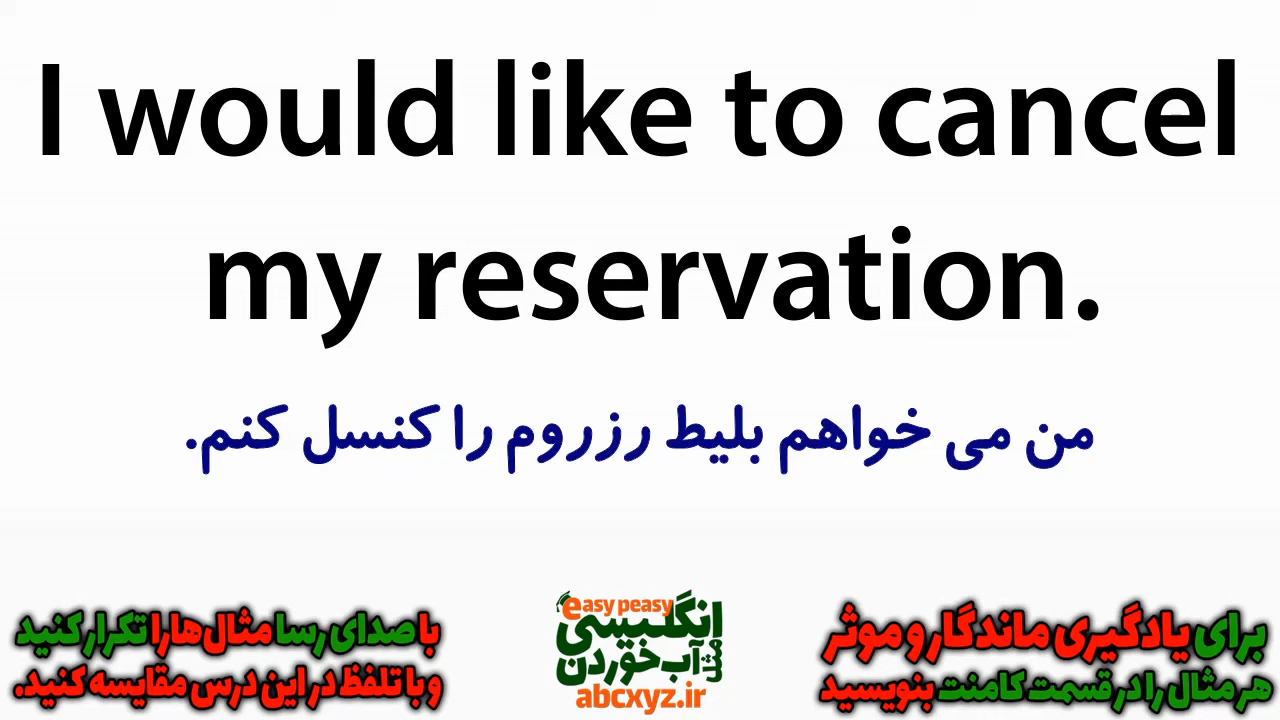 I would like to cancel
my reservation.
من می خواهم بلیط رزروم را کنسل کنم.
برای یادگیری ماندگار و موثر
هر مثال را در قسمت کامنت بنویسید
easy peasy
انگلیسی
مثل آب خوردن
abcxyz.ir
با صدای رسا مثال‌ها را تکرار کنید
و با تلفظ در این درس مقایسه کنید.